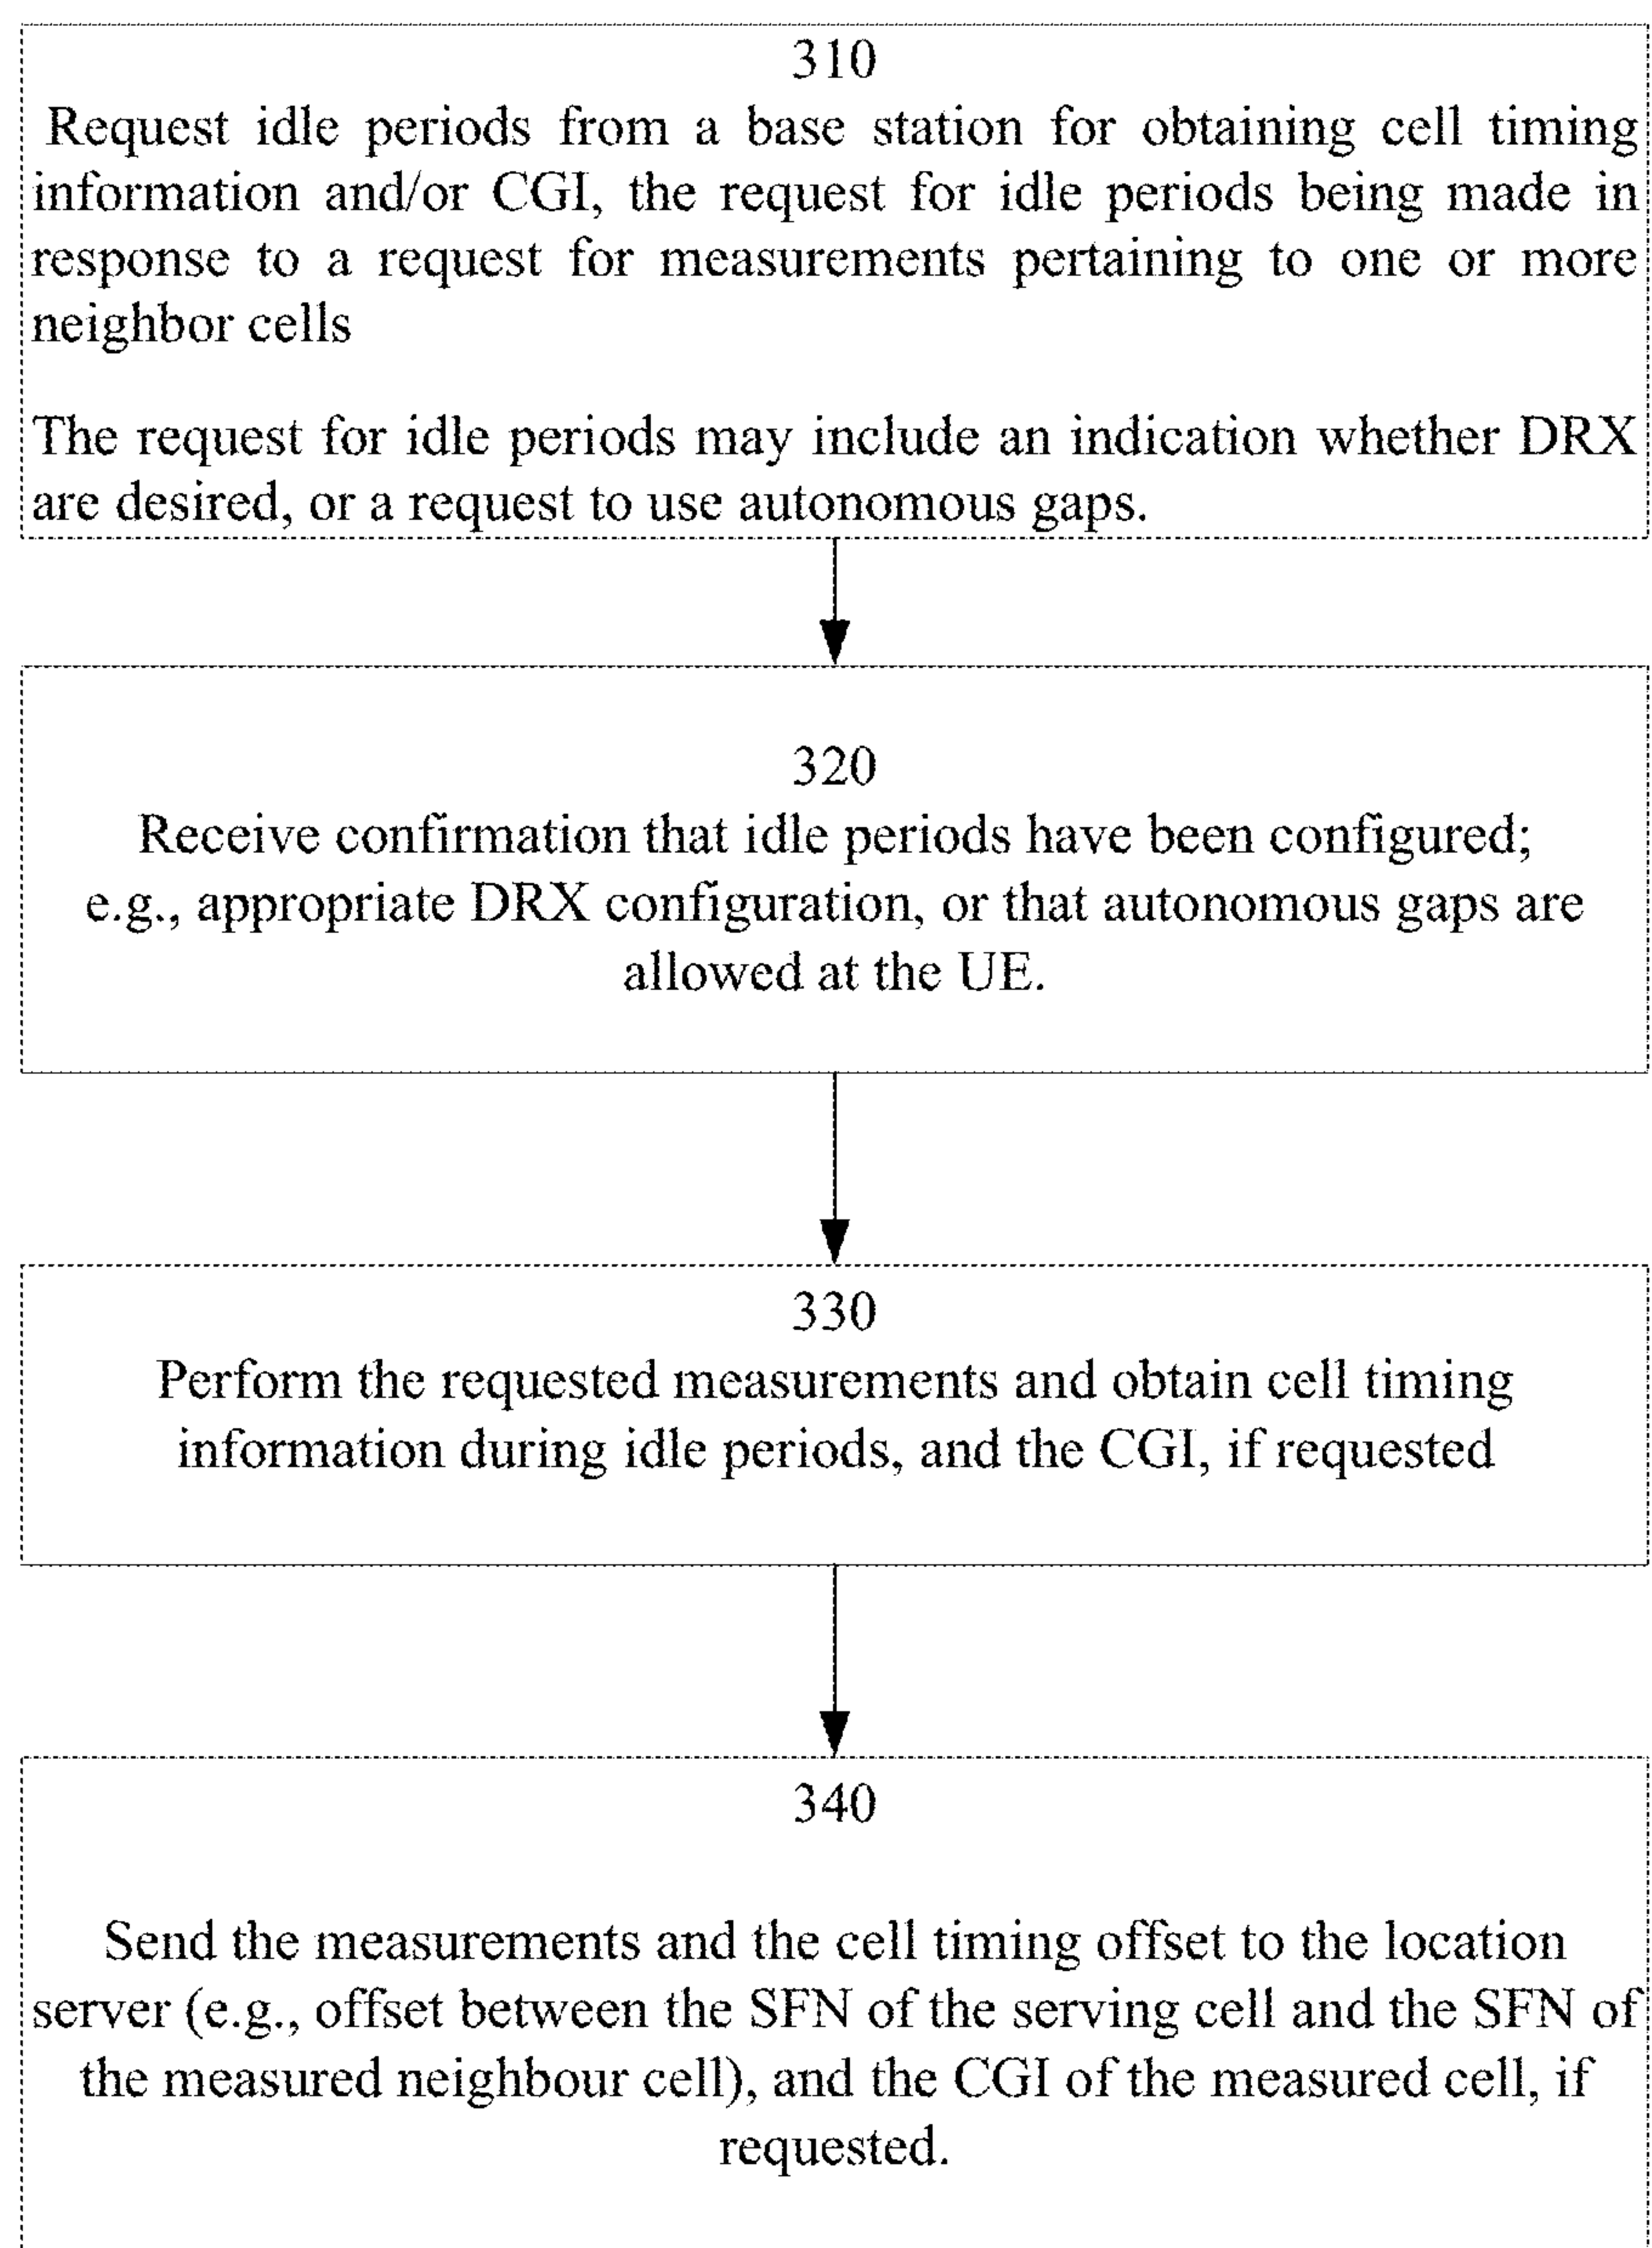 310
Request idle periods from a base station for obtaining cell timing
information and/or CGI, the request for idle periods being made in
response to a request for measurements pertaining to one or more
neighbor cells
The request for idle periods may include an indication whether DRX
are desired, or a request to use autonomous gaps.
320
Receive confirmation that idle periods have been configured;
e.g., appropriate DRX configuration, or that autonomous gaps are
allowed at the UE.
330
Perform the requested measurements and obtain cell timing
information during idle periods, and the CGI, if requested
340
Send the measurements and the cell timing offset to the location
server (e.g., offset between the SFN of the serving cell and the SFN of
the measured neighbour cell), and the CGI of the measured cell, if
requested.